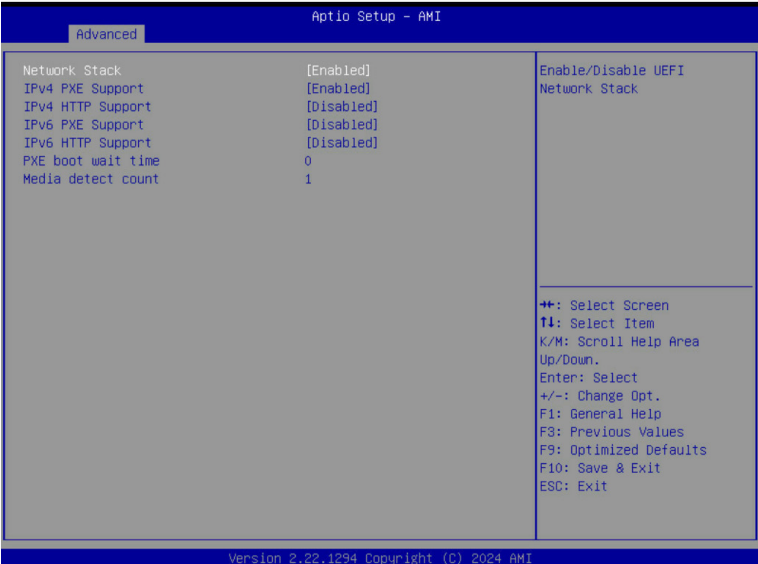 Aptio Setup - AMI
Advanced
Network Stack [Enabled]
IPv4 PXE Support [Enabled]
IPv4 HTTP Support [Disabled]
IPv6 PXE Support [Disabled]
IPv6 HTTP Support [Disabled]
PXE boot wait time 0
Media detect count 1
Enable/Disable UEFI
Network Stack
→←: Select Screen
↑↓: Select Item
K/M: Scroll Help Area
Up/Down.
Enter: Select
+/-: Change Opt.
F1: General Help
F3: Previous Values
F9: Optimized Defaults
F10: Save & Exit
ESC: Exit
Version 2.22.1294 Copyright (C) 2024 AMI